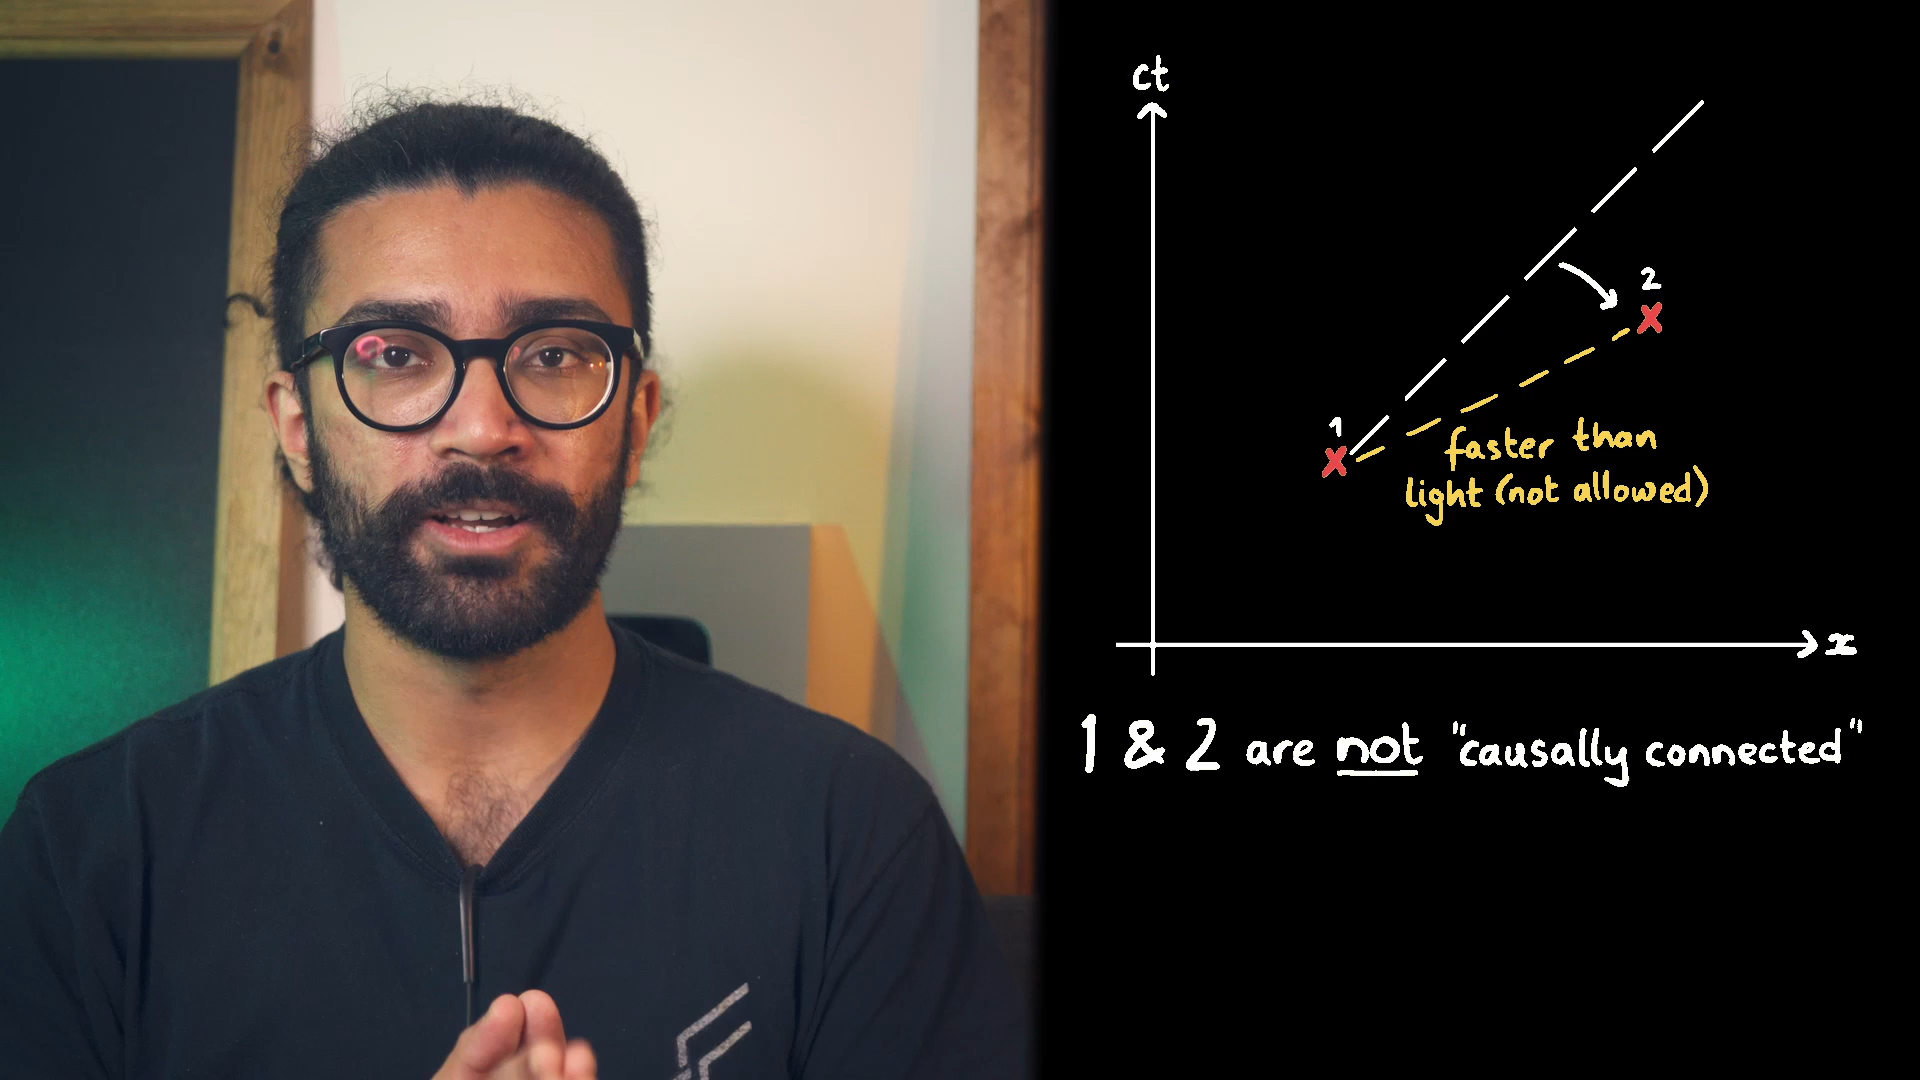 ct
2
x
1
x
faster than
light (not allowed)
x
1 & 2 are not "causally connected"